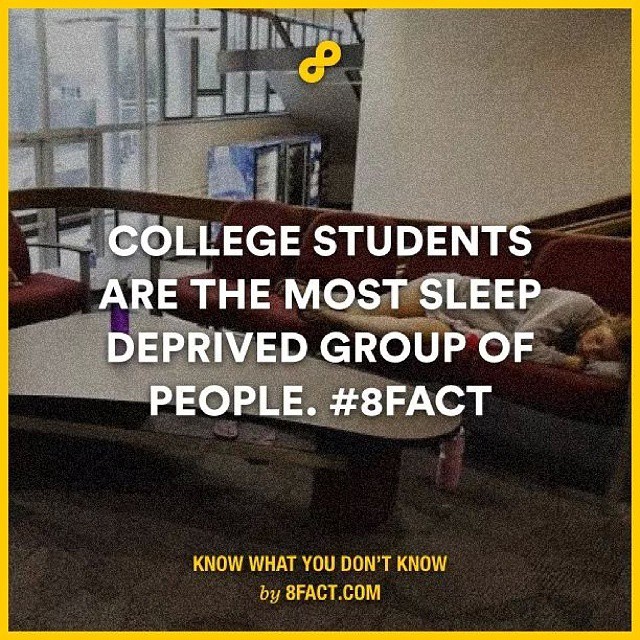 COLLEGE STUDENTS
ARE THE MOST SLEEP
DEPRIVED GROUP OF
PEOPLE. #8FACT
KNOW WHAT YOU DON'T KNOW
by 8FACT.COM